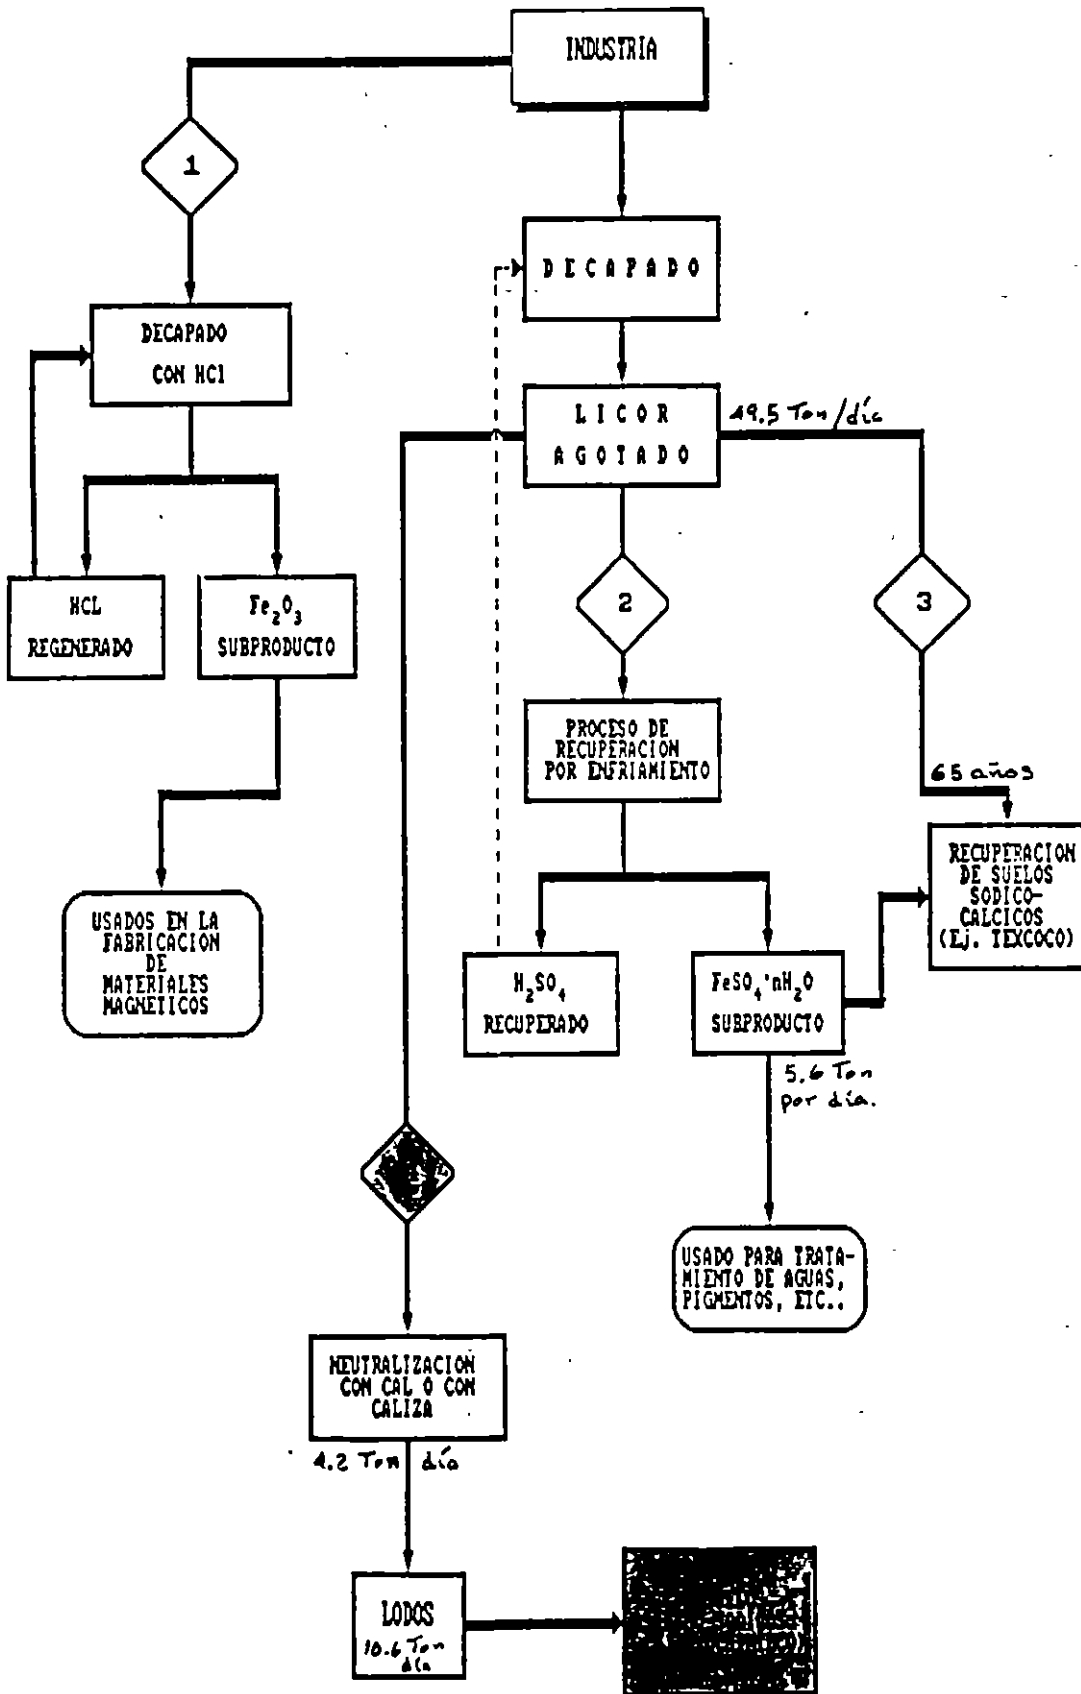 INDUSTRIA
1
DECAPADO
DECAPADO
CON HCl
LICOR
AGOTADO
49.5 Ton/día
HCL
REGENERADO
Fe₂O₃
SUBPRODUCTO
2
3
PROCESO DE
RECUPERACION
POR ENFRIAMIENTO
65 años
RECUPERACION
DE SUELOS
SODICO-
CALCICOS
(Ej. TEXCOCO)
USADOS EN LA
FABRICACION
DE
MATERIALES
MAGNETICOS
H₂SO₄
RECUPERADO
FeSO₄·nH₂O
SUBPRODUCTO
5.6 Ton
por día.
USADO PARA TRATA-
MIENTO DE AGUAS,
PIGMENTOS, ETC..
NEUTRALIZACION
CON CAL O CON
CALIZA
4.2 Ton día
LODOS
10.6 Ton
día